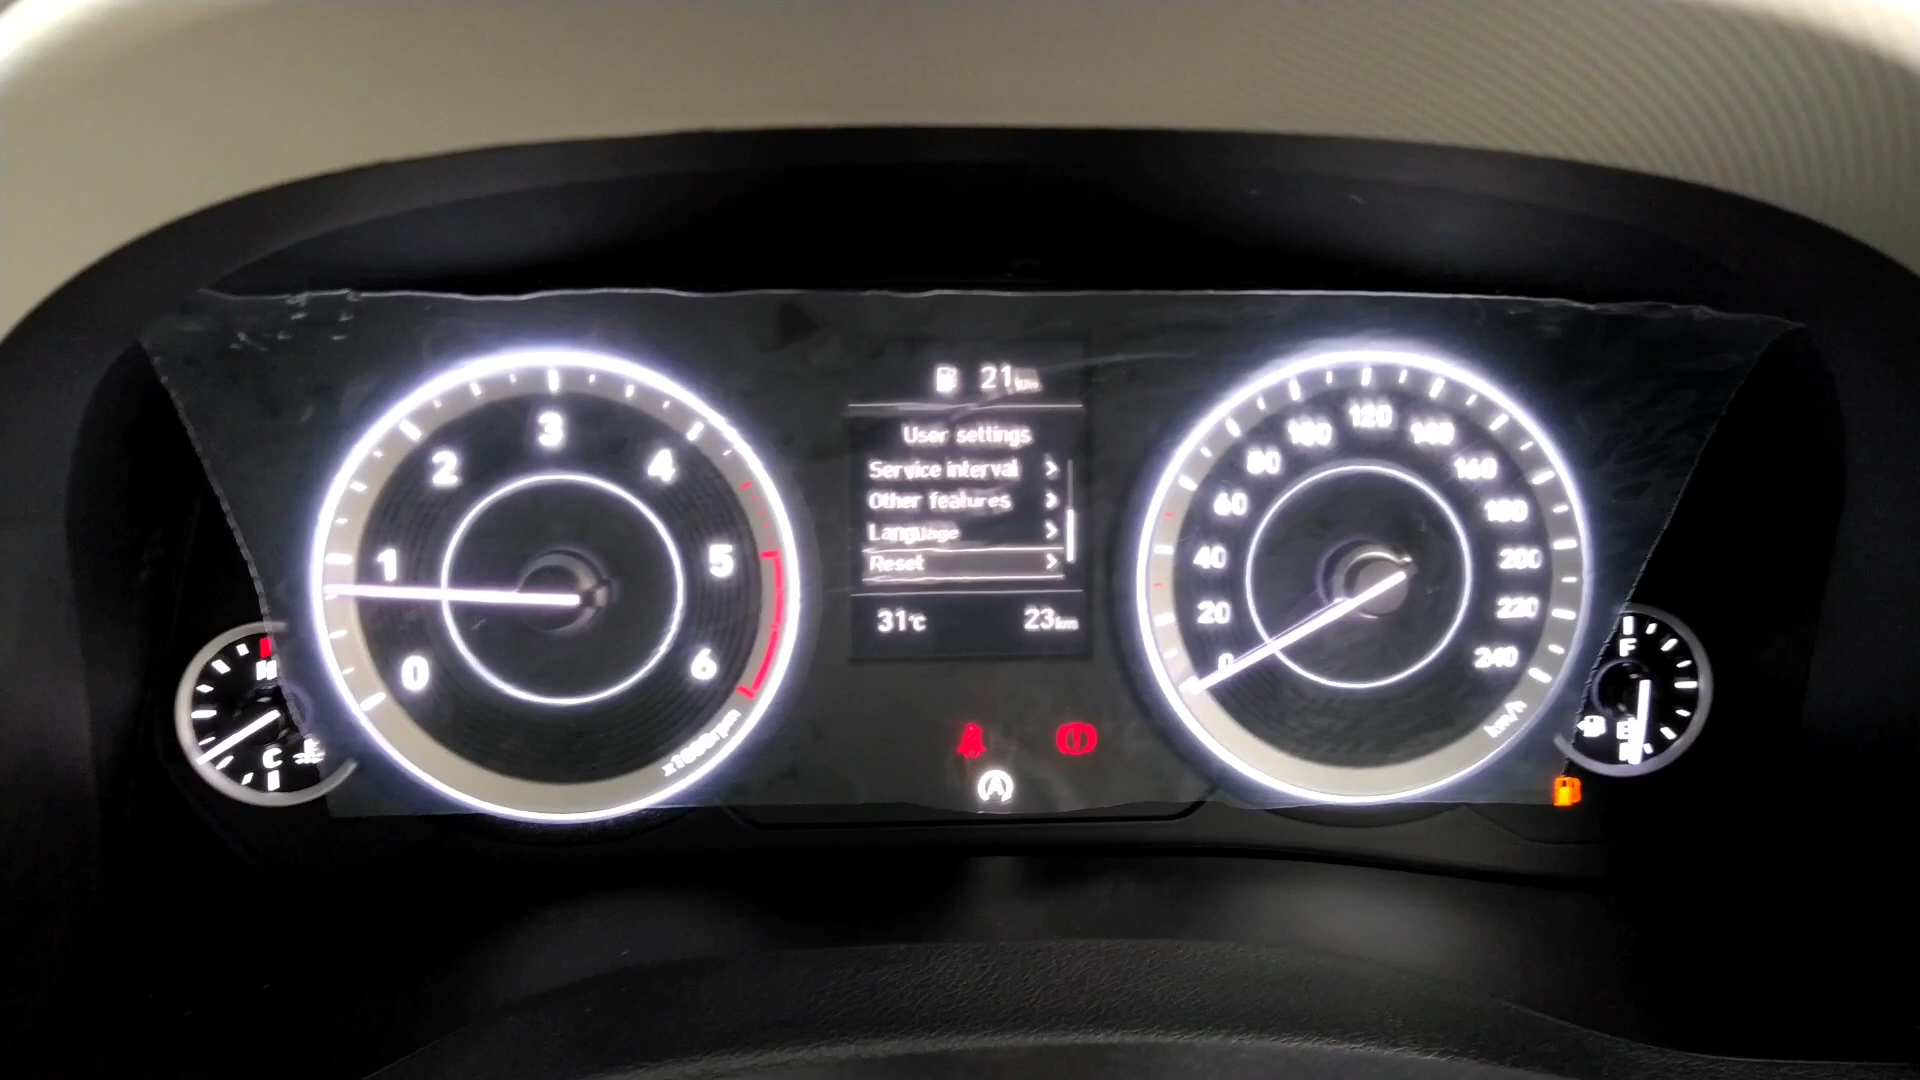 21km
User settings
Service interval >
Other features >
Language >
Reset >
31℃ 23km
0 1 2 3 4 5 6
x1000rpm
0 20 40 60 80 100 120 140 160 180 200 220 240
km/h
H
C
F
E
A